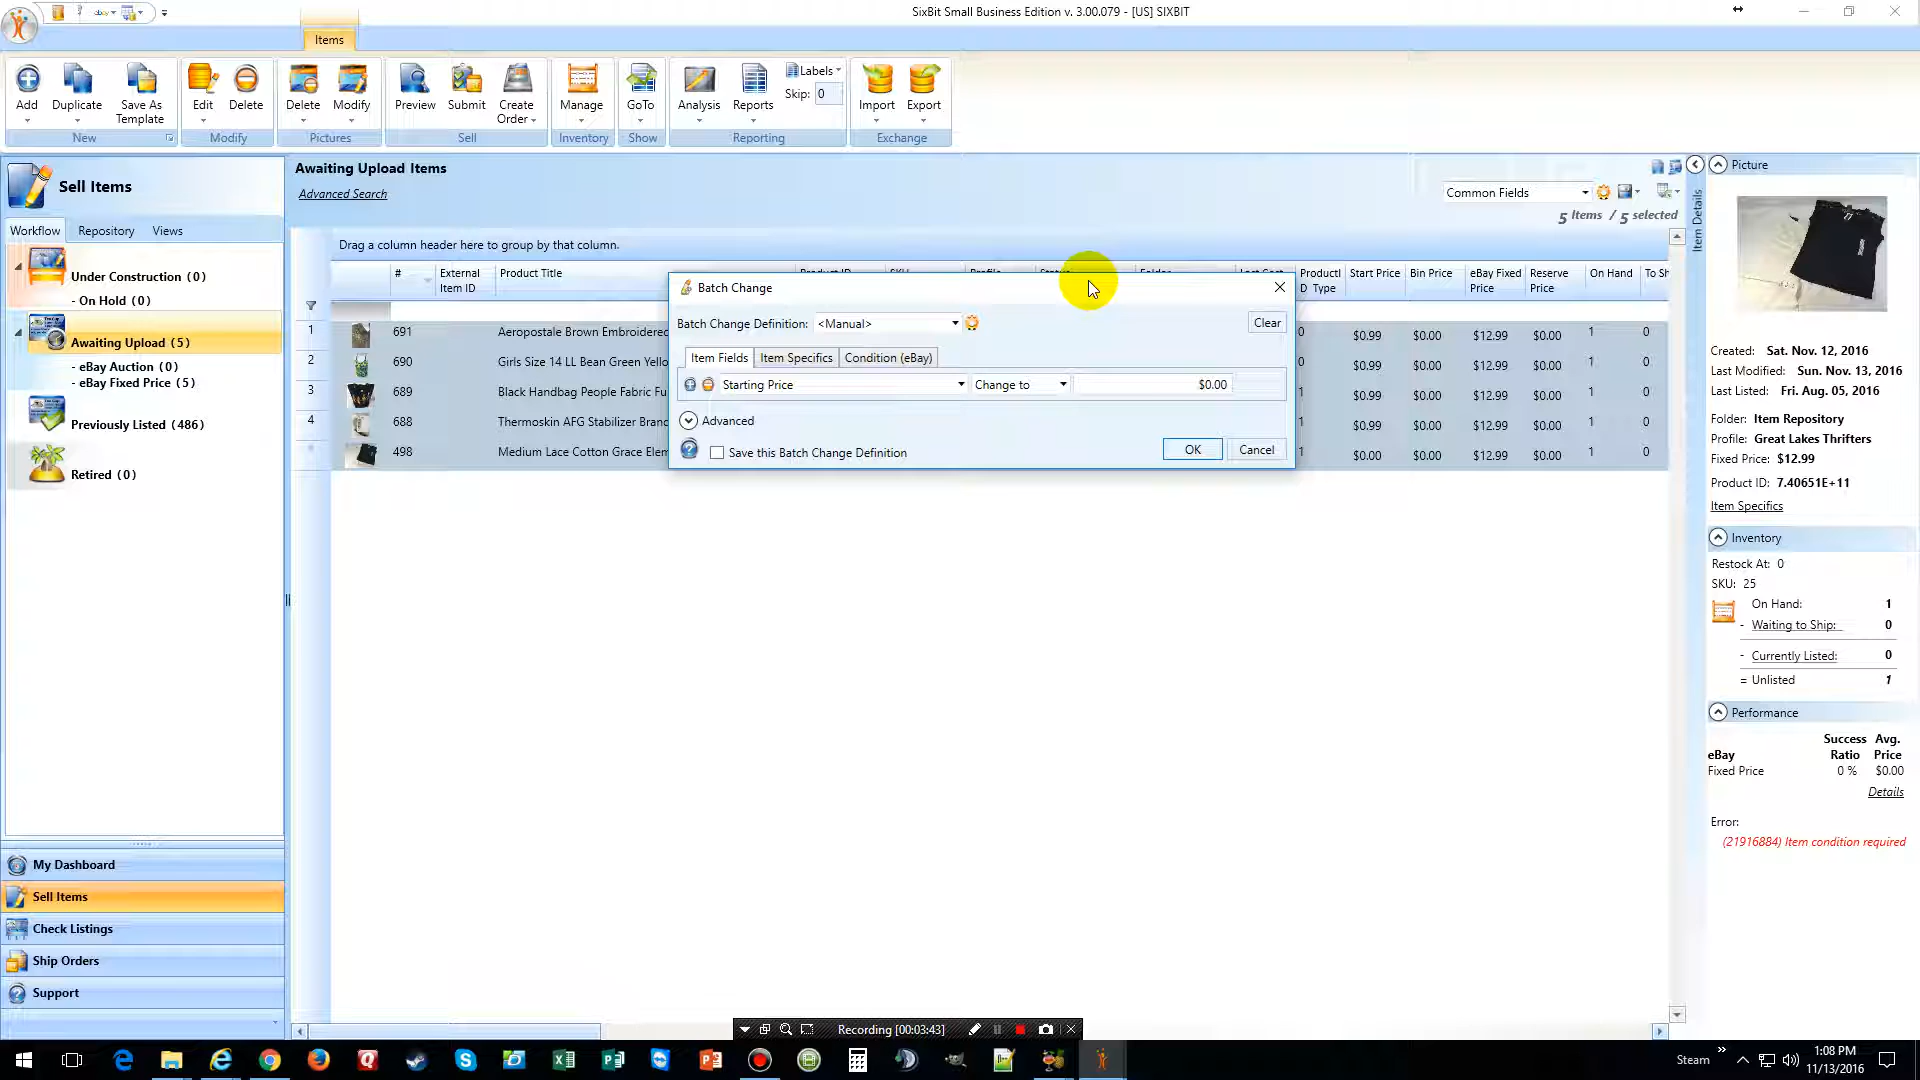 SixBit Small Business Edition v. 3.00.079 - [US] SIXBIT
ebay
Items
Add
Duplicate
Save As
Template
Edit
Delete
Delete
Modify
Preview
Submit
Create
Order
Manage
GoTo
Analysis
Reports
Labels
Skip: 0
Import
Export
New
Modify
Pictures
Sell
Inventory
Show
Reporting
Exchange
Sell Items
Workflow
Repository
Views
Under Construction (0)
- On Hold (0)
Awaiting Upload (5)
- eBay Auction (0)
- eBay Fixed Price (5)
Previously Listed (486)
Retired (0)
My Dashboard
Sell Items
Check Listings
Ship Orders
Support
Awaiting Upload Items
Advanced Search
Common Fields
5 Items / 5 selected
Drag a column header here to group by that column.
# External Item ID Product Title Start Price Bin Price eBay Fixed Price Reserve Price On Hand
1 691 Aeropostale Brown Embroidered 0 $0.99 $0.00 $12.99 $0.00 1 0
2 690 Girls Size 14 LL Bean Green Yello 0 $0.99 $0.00 $12.99 $0.00 1 0
3 689 Black Handbag People Fabric Fu 1 $0.99 $0.00 $12.99 $0.00 1 0
4 688 Thermoskin AFG Stabilizer Bran 1 $0.99 $0.00 $12.99 $0.00 1 0
498 Medium Lace Cotton Grace Elem 1 $0.00 $0.00 $12.99 $0.00 1 0
Batch Change
Batch Change Definition: <Manual>
Clear
Item Fields
Item Specifics
Condition (eBay)
Starting Price Change to $0.00
Advanced
Save this Batch Change Definition
OK
Cancel
Item Details
Picture
Created: Sat. Nov. 12, 2016
Last Modified: Sun. Nov. 13, 2016
Last Listed: Fri. Aug. 05, 2016
Folder: Item Repository
Profile: Great Lakes Thrifters
Fixed Price: $12.99
Product ID: 7.40651E+11
Item Specifics
Inventory
Restock At: 0
SKU: 25
On Hand: 1
- Waiting to Ship: 0
- Currently Listed: 0
= Unlisted 1
Performance
Success Ratio Avg. Price
eBay
Fixed Price 0 % $0.00
Details
Error:
(21916884) Item condition required
Recording [00:03:43]
Steam
1:08 PM
11/13/2016